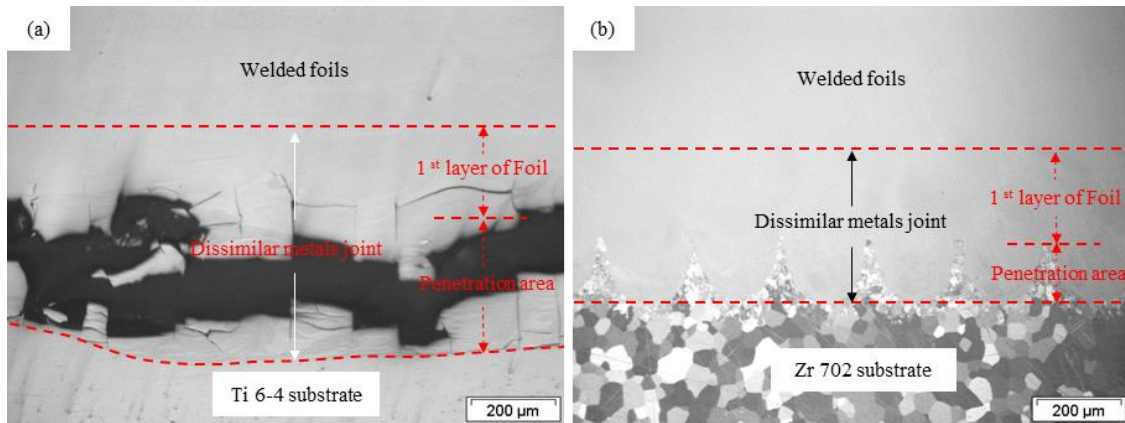 (a)
Welded foils
1 st layer of Foil
Dissimilar metals joint
Penetration area
Ti 6-4 substrate
200 µm
(b)
Welded foils
1 st layer of Foil
Dissimilar metals joint
Penetration area
Zr 702 substrate
200 µm